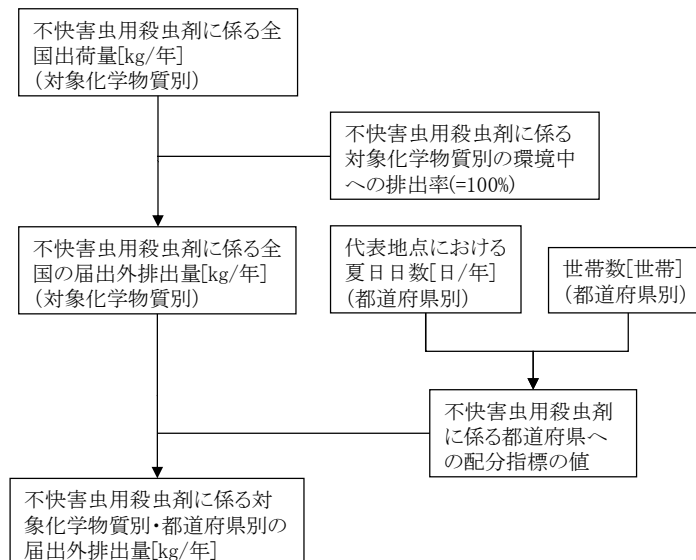 不快害虫用殺虫剤に係る全
国出荷量[kg/年]
(対象化学物質別)
不快害虫用殺虫剤に係る
対象化学物質別の環境中
への排出率(=100%)
不快害虫用殺虫剤に係る全
国の届出外排出量[kg/年]
(対象化学物質別)
代表地点における
夏日日数[日/年]
(都道府県別)
世帯数[世帯]
(都道府県別)
不快害虫用殺虫剤
に係る都道府県へ
の配分指標の値
不快害虫用殺虫剤に係る対
象化学物質別・都道府県別の
届出外排出量[kg/年]